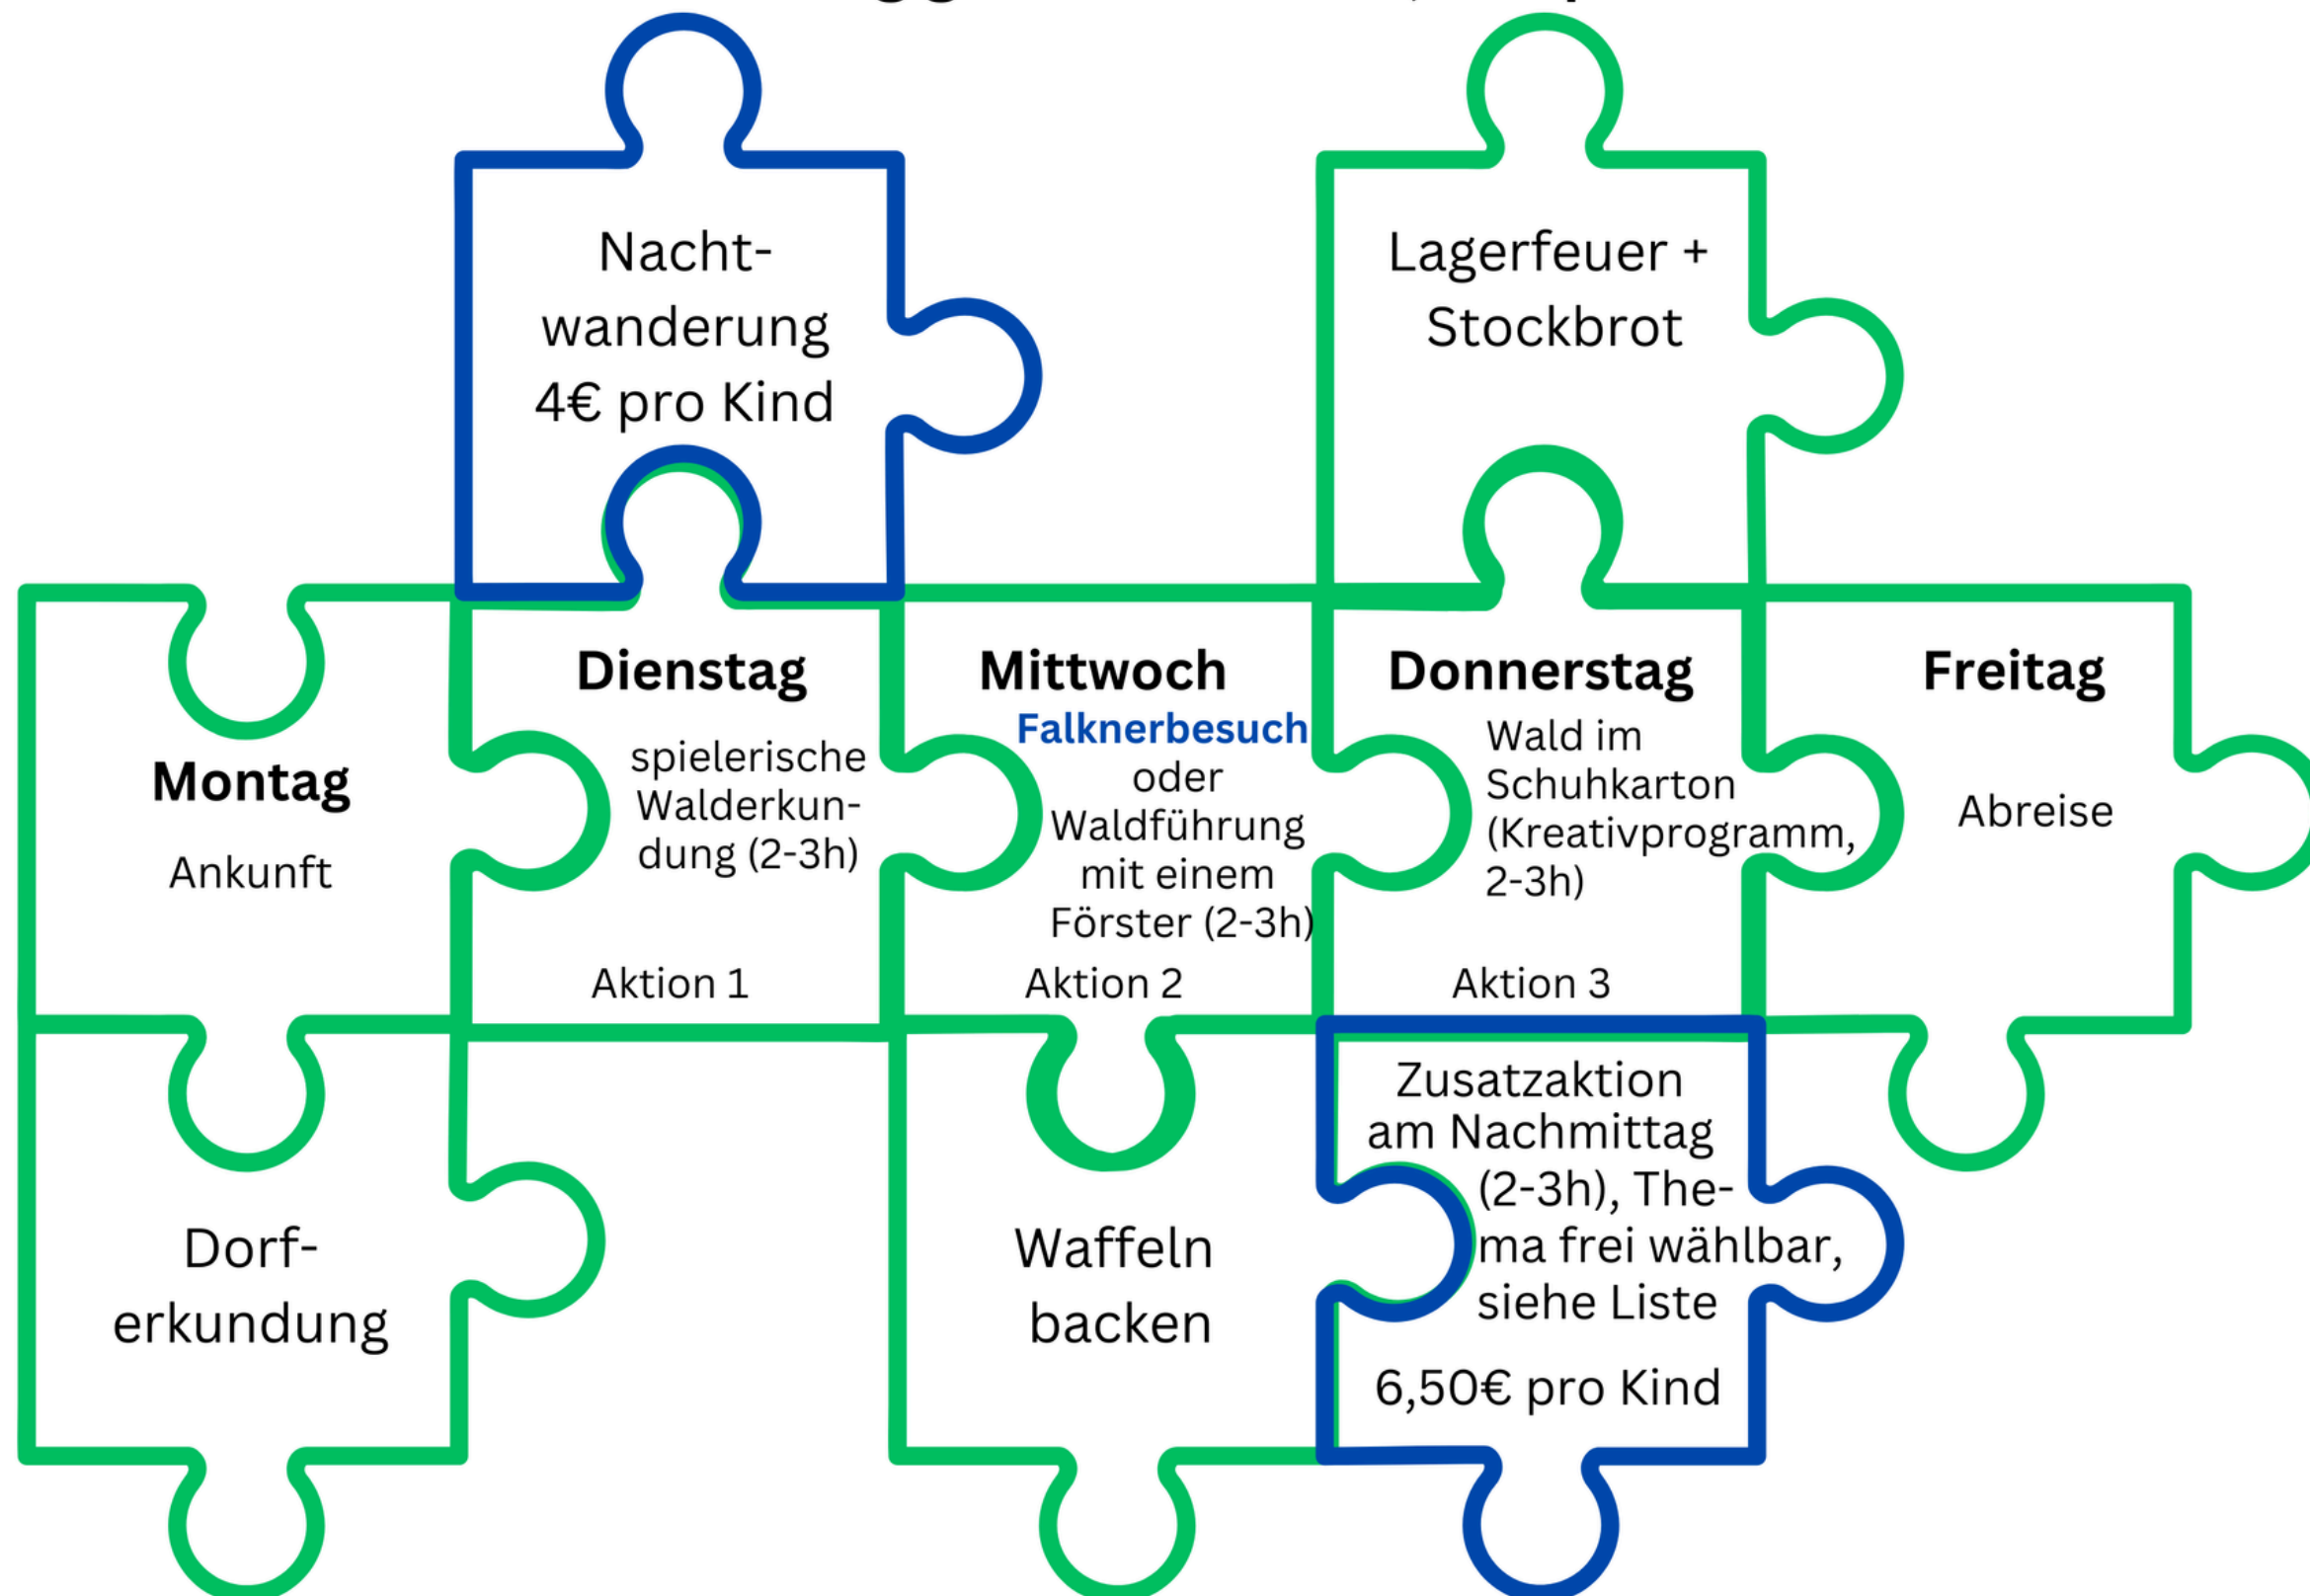 Nacht-
wanderung
4€ pro Kind
Lagerfeuer +
Stockbrot
Montag
Ankunft
Dienstag
spielerische
Walderkun-
dung (2-3h)
Aktion 1
Mittwoch
Falknerbesuch
oder
Waldführung
mit einem
Förster (2-3h)
Aktion 2
Donnerstag
Wald im
Schuhkarton
(Kreativprogramm,
2-3h)
Aktion 3
Freitag
Abreise
Dorf-
erkundung
Waffeln
backen
Zusatzaktion
am Nachmittag
(2-3h), The-
ma frei wählbar,
siehe Liste
6,50€ pro Kind